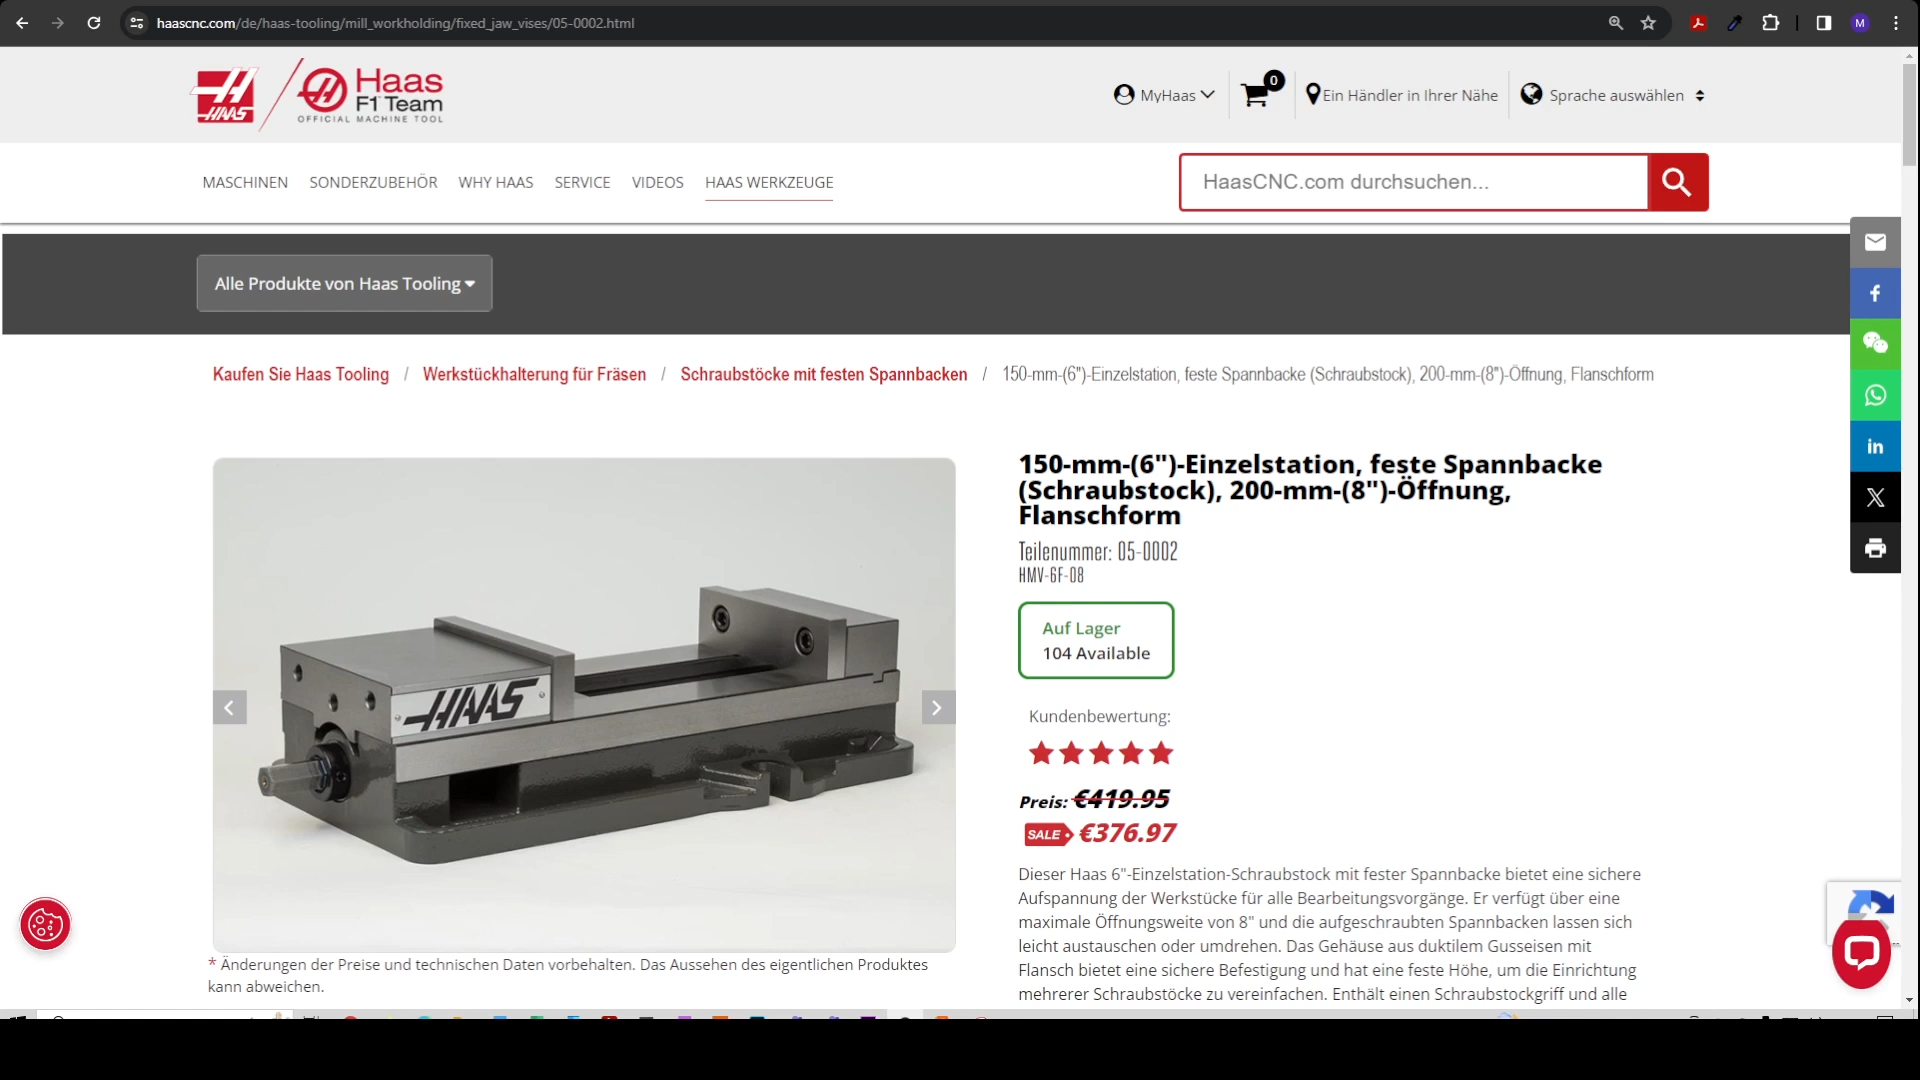 haascnc.com/de/haas-tooling/mill_workholding/fixed_jaw_vises/05-0002.html
M
HAAS
Haas
F1 Team
OFFICIAL MACHINE TOOL
MyHaas
0
Ein Händler in Ihrer Nähe
Sprache auswählen
MASCHINEN SONDERZUBEHÖR WHY HAAS SERVICE VIDEOS HAAS WERKZEUGE
HaasCNC.com durchsuchen...
Alle Produkte von Haas Tooling
Kaufen Sie Haas Tooling / Werkstückhalterung für Fräsen / Schraubstöcke mit festen Spannbacken / 150-mm-(6")-Einzelstation, feste Spannbacke (Schraubstock), 200-mm-(8")-Öffnung, Flanschform
HAAS
* Änderungen der Preise und technischen Daten vorbehalten. Das Aussehen des eigentlichen Produktes
kann abweichen.
150-mm-(6")-Einzelstation, feste Spannbacke
(Schraubstock), 200-mm-(8")-Öffnung,
Flanschform
Teilenummer: 05-0002
HMV-6F-08
Auf Lager
104 Available
Kundenbewertung:
Preis: €419.95
SALE €376.97
Dieser Haas 6"-Einzelstation-Schraubstock mit fester Spannbacke bietet eine sichere
Aufspannung der Werkstücke für alle Bearbeitungsvorgänge. Er verfügt über eine
maximale Öffnungsweite von 8" und die aufgeschraubten Spannbacken lassen sich
leicht austauschen oder umdrehen. Das Gehäuse aus duktilem Gusseisen mit
Flansch bietet eine sichere Befestigung und hat eine feste Höhe, um die Einrichtung
mehrerer Schraubstöcke zu vereinfachen. Enthält einen Schraubstockgriff und alle
f
in
X